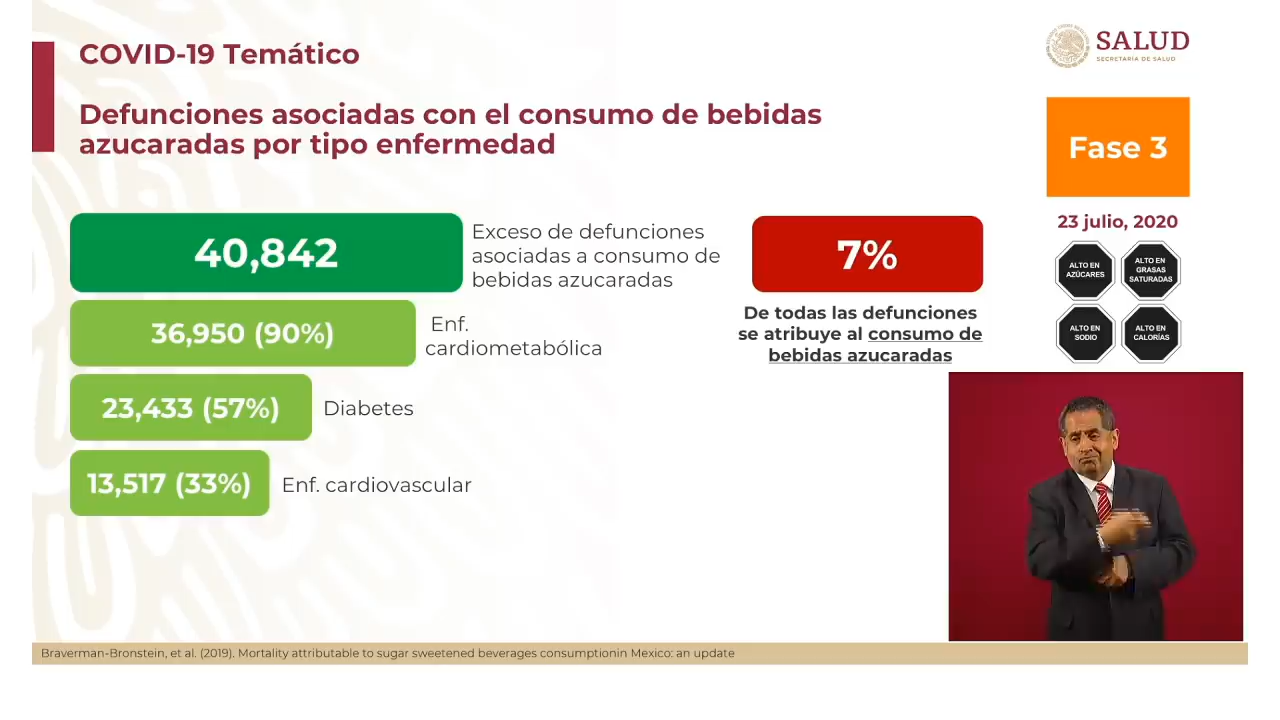 COVID-19 Temático
SALUD
SECRETARÍA DE SALUD
Defunciones asociadas con el consumo de bebidas
azucaradas por tipo enfermedad
Fase 3
23 julio, 2020
ALTO EN
AZÚCARES
ALTO EN
GRASAS
SATURADAS
ALTO EN
SODIO
ALTO EN
CALORÍAS
40,842
Exceso de defunciones
asociadas a consumo de
bebidas azucaradas
36,950 (90%)
Enf.
cardiometabólica
23,433 (57%)
Diabetes
13,517 (33%)
Enf. cardiovascular
7%
De todas las defunciones
se atribuye al consumo de
bebidas azucaradas
Braverman-Bronstein, et al. (2019). Mortality attributable to sugar sweetened beverages consumptionin Mexico: an update